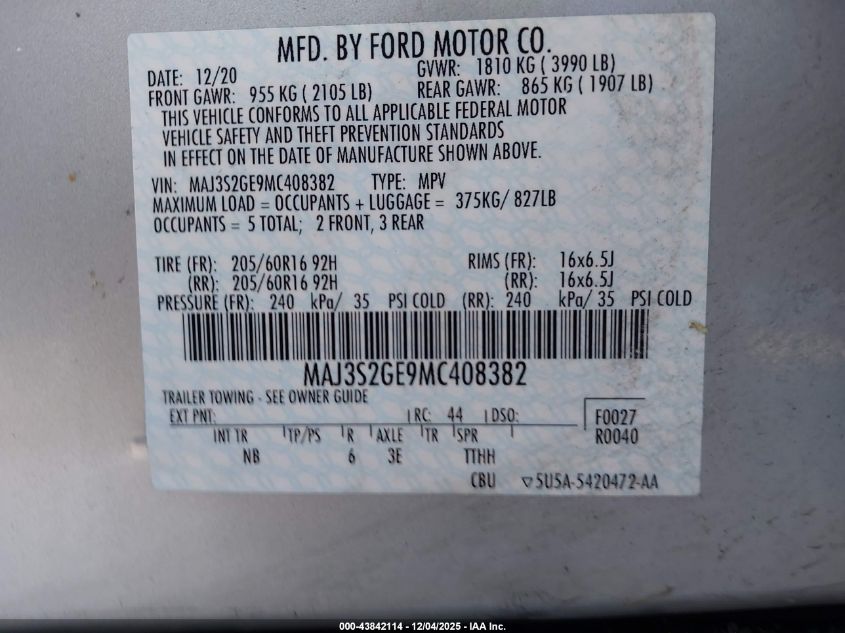 MFD. BY FORD MOTOR CO.
DATE: 12/20 GVWR: 1810 KG ( 3990 LB)
FRONT GAWR: 955 KG ( 2105 LB) REAR GAWR: 865 KG ( 1907 LB)
THIS VEHICLE CONFORMS TO ALL APPLICABLE FEDERAL MOTOR
VEHICLE SAFETY AND THEFT PREVENTION STANDARDS
IN EFFECT ON THE DATE OF MANUFACTURE SHOWN ABOVE.
VIN: MAJ3S2GE9MC408382 TYPE: MPV
MAXIMUM LOAD = OCCUPANTS + LUGGAGE = 375KG/ 827LB
OCCUPANTS = 5 TOTAL; 2 FRONT, 3 REAR
TIRE (FR): 205/60R16 92H RIMS (FR): 16x6.5J
(RR): 205/60R16 92H (RR): 16x6.5J
PRESSURE (FR): 240 kPa/ 35 PSI COLD (RR): 240 kPa/ 35 PSI COLD
MAJ3S2GE9MC408382
TRAILER TOWING - SEE OWNER GUIDE
EXT PNT: RC: 44 DSO: F0027
INT TR TP/PS R AXLE TR SPR R0040
NB 6 3E TTHH
CBU ▽5U5A-5420472-AA
000-43842114 - 12/04/2025 - IAA Inc.